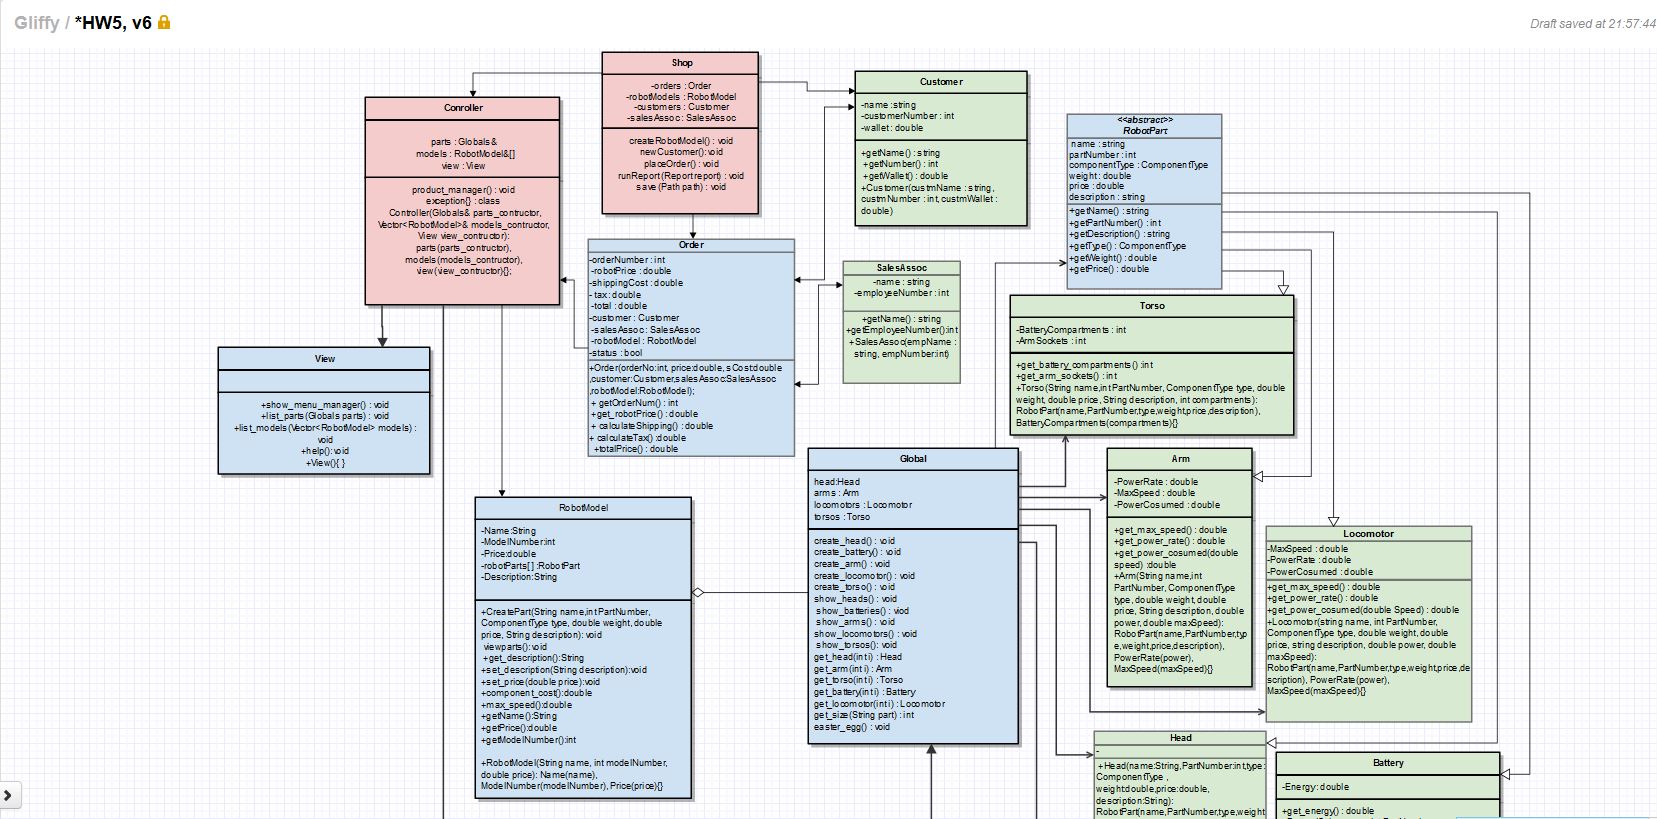 Gliffy / *HW5, v6
Draft saved at 21:57:44
Shop
-orders : Order
-robotModels : RobotModel
-customers : Customer
-salesAssoc : SalesAssoc
createRobotModel() : void
newCustomer():void
placeOrder() : void
runReport(Report report) : void
save(Path path) : void
Conroller
parts : Globals&
models : RobotModel&[]
view : View
product_manager() : void
exception{} : class
Controller(Globals& parts_contructor,
Vector<RobotModel>& models_contructor,
View view_contructor):
parts(parts_contructor),
models(models_contructor),
view(view_contructor){};
Customer
-name :string
-customerNumber : int
-wallet : double
+getName() : string
+getNumber() : int
+getWallet() : double
+Customer(custmName : string,
custmNumber : int, custmWallet :
double)
<<abstract>>
RobotPart
name : string
partNumber : int
componentType : ComponentType
weight : double
price : double
description : string
+getName() : string
+getPartNumber() : int
+getDescription() : string
+getType() : ComponentType
+getWeight() : double
+getPrice() : double
Order
-orderNumber : int
-robotPrice : double
-shippingCost : double
- tax : double
-total : double
-customer : Customer
-salesAssoc : SalesAssoc
-robotModel : RobotModel
-status : bool
+Order(orderNo:int, price:double, sCost:double
,customer:Customer,salesAssoc:SalesAssoc
,robotModel:RobotModel);
+ getOrderNum() : int
+get_robotPrice() : double
+ calculateShipping() : double
+ calculateTax() :double
+totalPrice() : double
SalesAssoc
-name : string
-employeeNumber : int
+getName() : string
+getEmployeeNumber():int
+SalesAssoc(empName :
string, empNumber:int)
Torso
-BatteryCompartments : int
-ArmSockets : int
+get_battery_compartments() :int
+get_arm_sockets() : int
+Torso(String name,int PartNumber, ComponentType type, double
weight, double price, String description, int compartments):
RobotPart(name,PartNumber,type,weight,price,description),
BatteryCompartments(compartments){}
View
+show_menu_manager() : void
+list_parts(Globals parts) : void
+list_models(Vector<RobotModel> models) :
void
+help():void
+View(){ }
Global
head:Head
arms : Arm
locomotors : Locomotor
torsos : Torso
create_head() : void
create_battery() : void
create_arm() : void
create_locomotor() : void
create_torso() : void
show_heads() : void
show_batteries() : viod
show_arms() : void
show_locomotors() : void
show_torsos() : void
get_head(int i) : Head
get_arm(int i) : Arm
get_torso(int i) : Torso
get_battery(int i) : Battery
get_locomotor(int i) : Locomotor
get_size(String part) : int
easter_egg() : void
Arm
-PowerRate : double
-MaxSpeed : double
-PowerCosumed : double
+get_max_speed() : double
+get_power_rate() : double
+get_power_cosumed(double
speed) : double
+Arm(String name,int
PartNumber, ComponentType
type, double weight, double
price, String description, double
power, double maxSpeed):
RobotPart(name,PartNumber,typ
e,weight,price,description),
PowerRate(power),
MaxSpeed(maxSpeed){}
RobotModel
-Name:String
-ModelNumber:int
-Price:double
-robotParts[] :RobotPart
-Description:String
+CreatePart(String name,int PartNumber,
ComponentType type, double weight, double
price, String description): void
viewparts():void
+get_description():String
+set_description(String description):void
+set_price(double price):void
+component_cost():double
+max_speed():double
+getName():String
+getPrice():double
+getModelNumber():int
+RobotModel(String name, int modelNumber,
double price): Name(name),
ModelNumber(modelNumber), Price(price){}
Locomotor
-MaxSpeed : double
-PowerRate : double
-PowerCosumed : double
+get_max_speed() : double
+get_power_rate() : double
+get_power_cosumed(double Speed) : double
+Locomotor(string name, int PartNumber,
ComponentType type, double weight, double
price, string description, double power, double
maxSpeed):
RobotPart(name,PartNumber,type,weight,price,de
scription), PowerRate(power),
MaxSpeed(maxSpeed){}
Head
-
+Head(name:String,PartNumber:int,type:
ComponentType ,
weight:double,price:double,
description:String):
RobotPart(name,PartNumber,type,weight
Battery
-Energy: double
+get_energy() : double